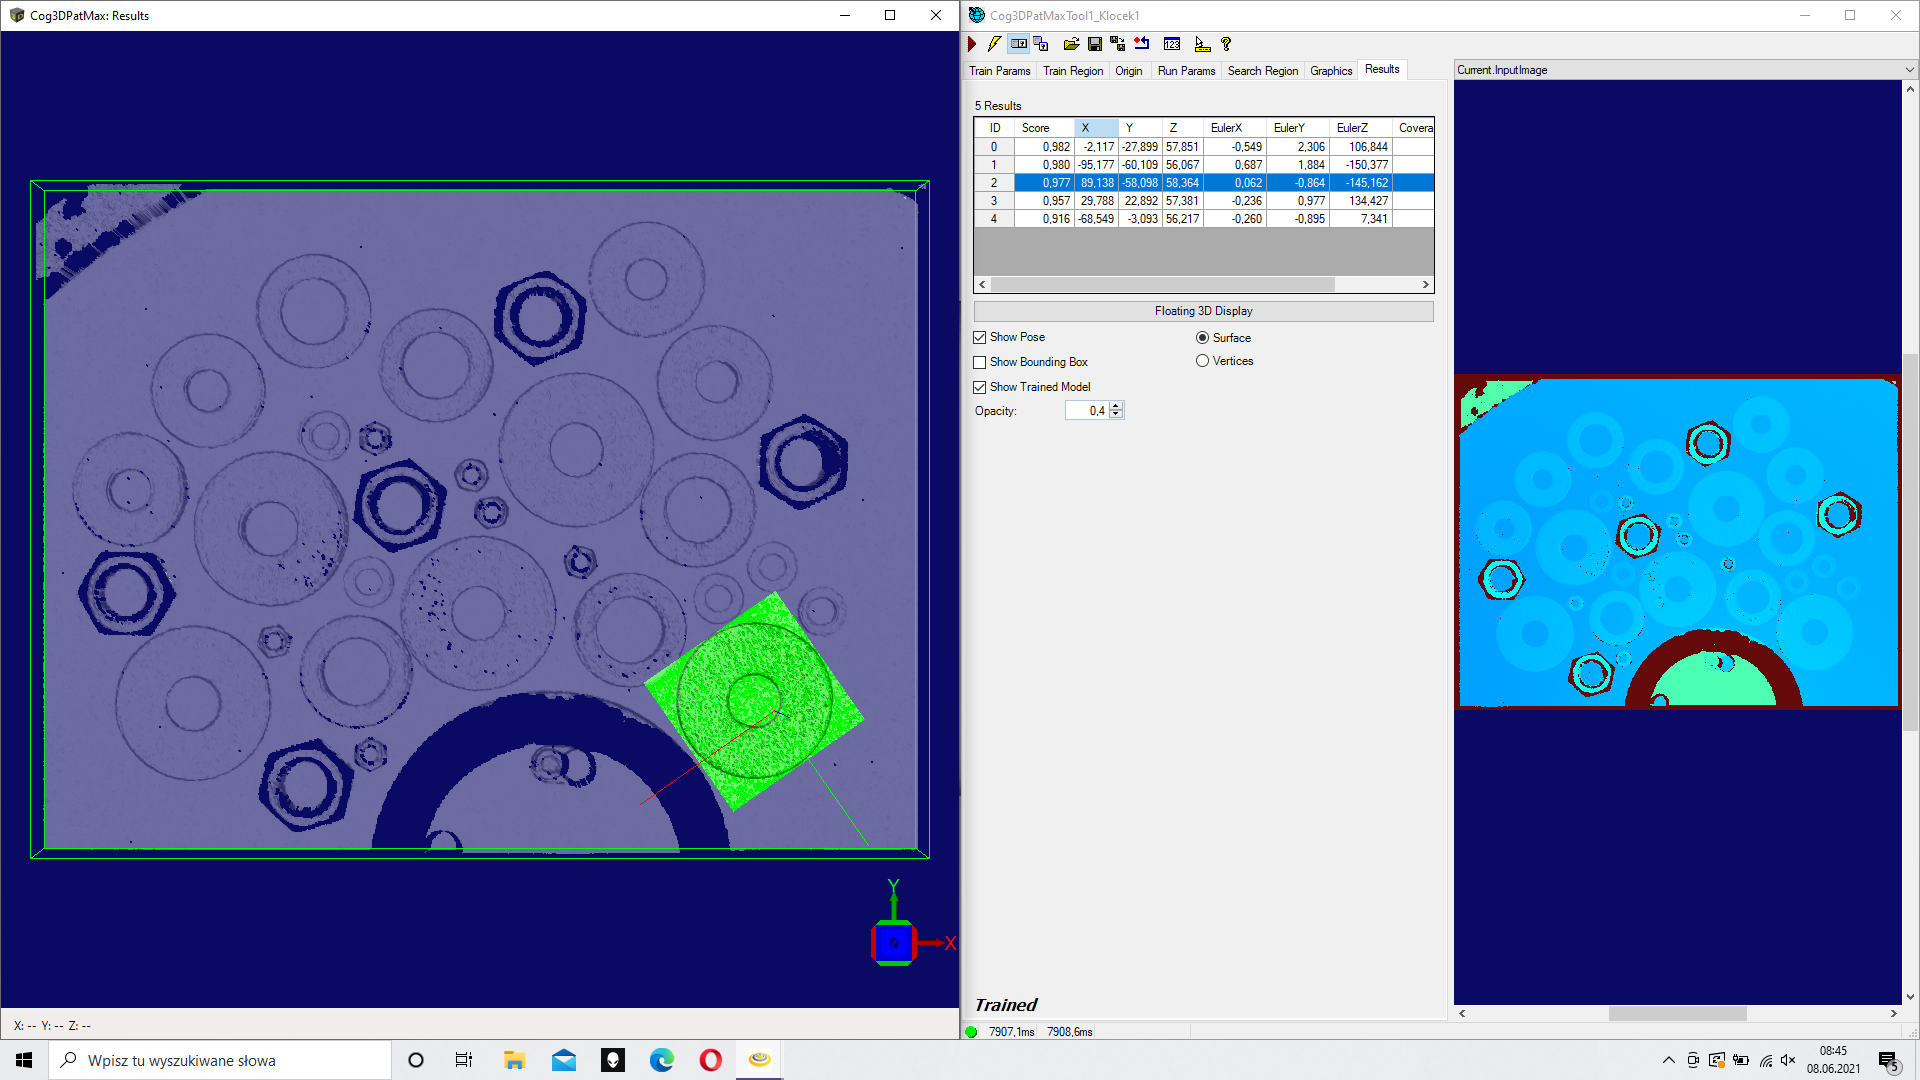 Cog3DPatMax: Results
Y
X
X: -- Y: -- Z: --
Cog3DPatMaxTool1_Klocek1
123
Train Params Train Region Origin Run Params Search Region Graphics Results
5 Results
ID Score X Y Z EulerX EulerY EulerZ Covera
0 0,982 -2,117 -27,899 57,851 -0,549 2,306 106,844
1 0,980 -95,177 -60,109 56,067 0,687 1,884 -150,377
2 0,977 89,138 -58,098 58,364 0,062 -0,864 -145,162
3 0,957 29,788 22,892 57,381 -0,236 0,977 134,427
4 0,916 -68,549 -3,093 56,217 -0,260 -0,895 7,341
Floating 3D Display
Show Pose Surface
Show Bounding Box Vertices
Show Trained Model
Opacity: 0,4
Trained
7907,1ms 7908,6ms
Current.InputImage
Wpisz tu wyszukiwane słowa
08:45
08.06.2021
5